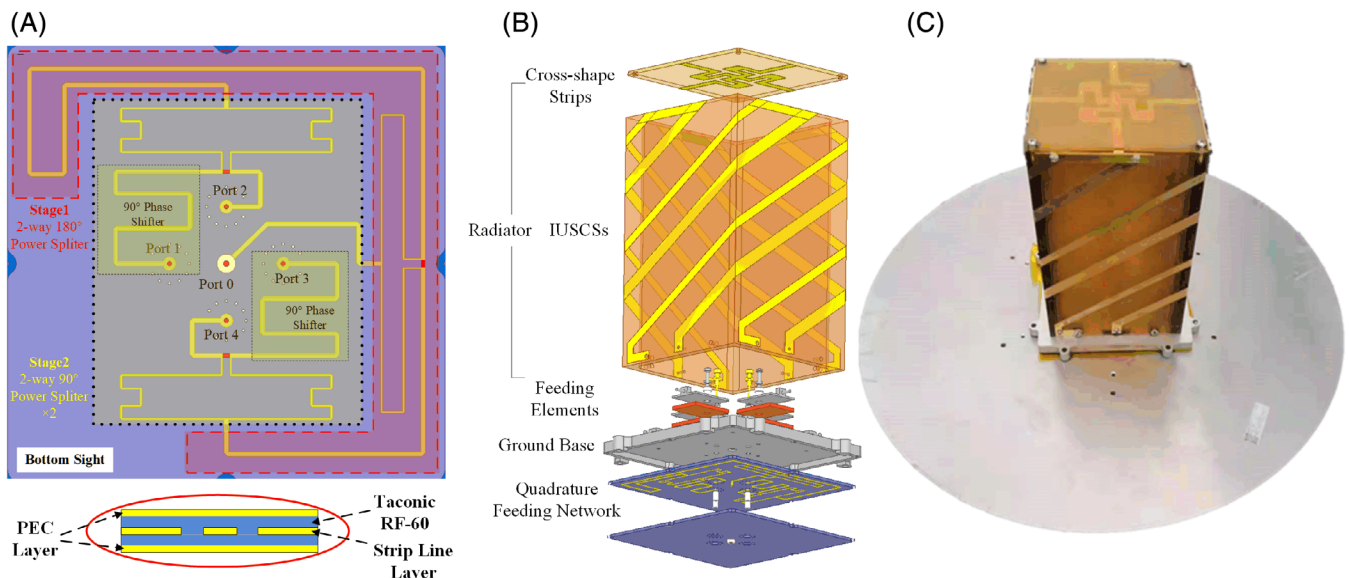 (A)
Port 2
90° Phase
Shifter
Stage1
2-way 180°
Power Spliter
Port 1
Port 0
Port 3
90° Phase
Shifter
Port 4
Stage2
2-way 90°
Power Spliter
×2
Bottom Sight
PEC
Layer
Taconic
RF-60
Strip Line
Layer
(B)
Cross-shape
Strips
Radiator
IUSCSs
Feeding
Elements
Ground Base
Quadrature
Feeding Network
(C)